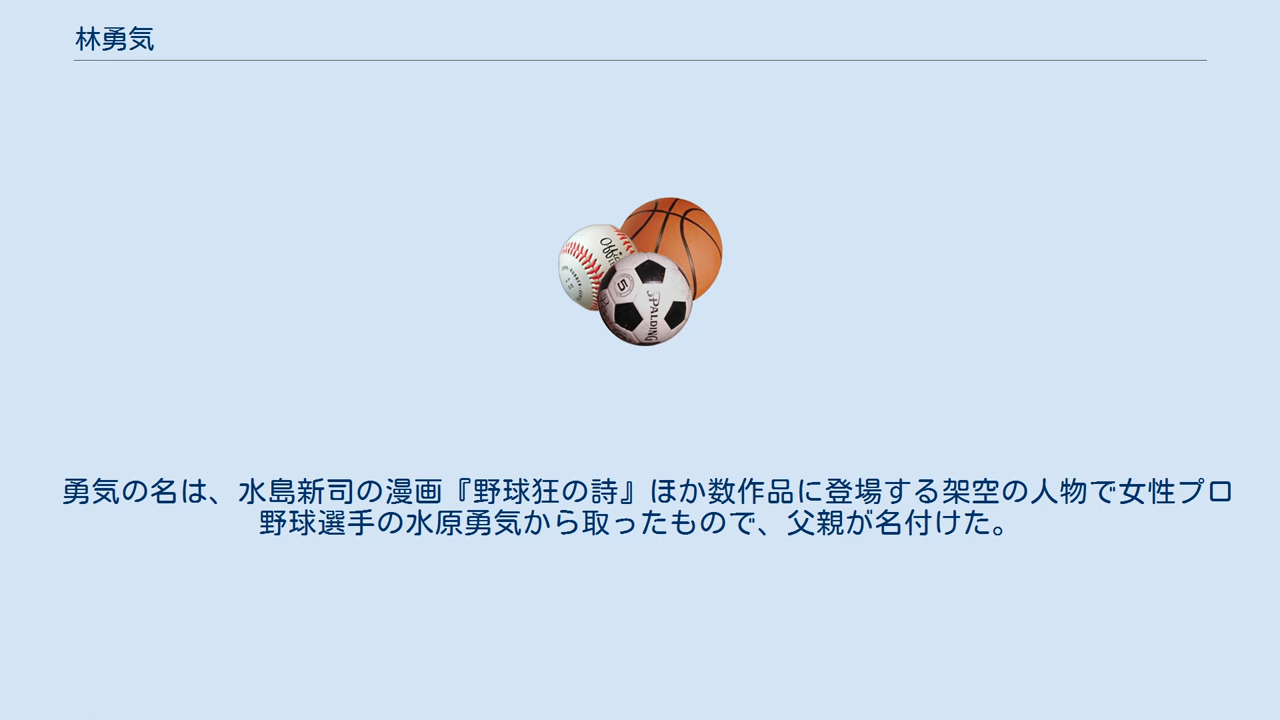 林勇気
Offic
5
SPALDING
勇気の名は、水島新司の漫画『野球狂の詩』ほか数作品に登場する架空の人物で女性プロ
野球選手の水原勇気から取ったもので、父親が名付けた。